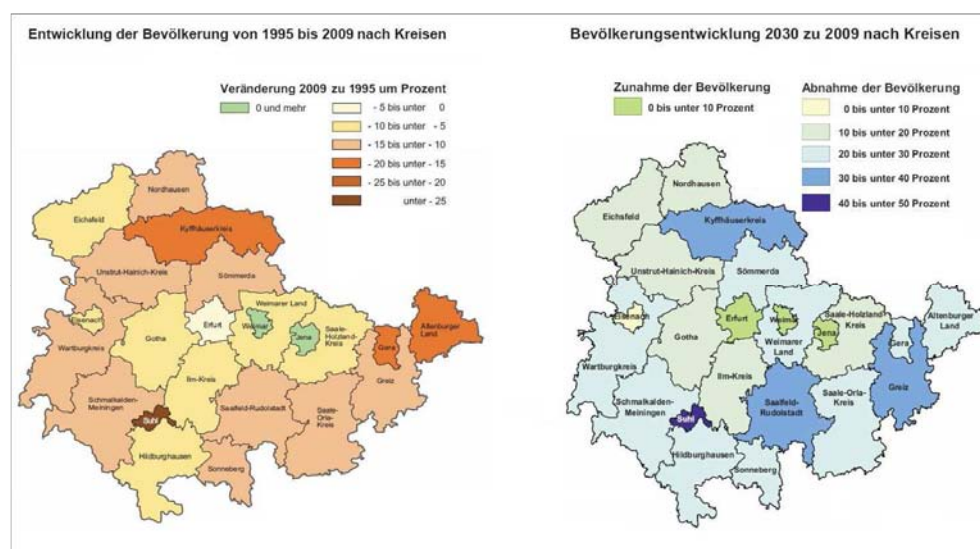 Entwicklung der Bevölkerung von 1995 bis 2009 nach Kreisen
Veränderung 2009 zu 1995 um Prozent
0 und mehr
- 5 bis unter 0
- 10 bis unter - 5
- 15 bis unter - 10
- 20 bis unter - 15
- 25 bis unter - 20
unter - 25
Nordhausen
Eichsfeld
Kyffhäuserkreis
Unstrut-Hainich-Kreis
Sömmerda
Eisenach
Wartburgkreis
Gotha
Erfurt
Weimarer Land
Weimar
Jena
Saale-
Holzland-
Kreis
Gera
Altenburger
Land
Greiz
Ilm-Kreis
Schmalkalden-
Meiningen
Suhl
Saalfeld-Rudolstadt
Saale-
Orla-
Kreis
Hildburghausen
Sonneberg
Bevölkerungsentwicklung 2030 zu 2009 nach Kreisen
Zunahme der Bevölkerung
0 bis unter 10 Prozent
Abnahme der Bevölkerung
0 bis unter 10 Prozent
10 bis unter 20 Prozent
20 bis unter 30 Prozent
30 bis unter 40 Prozent
40 bis unter 50 Prozent
Nordhausen
Eichsfeld
Kyffhäuserkreis
Unstrut-Hainich-Kreis
Sömmerda
Eisenach
Wartburgkreis
Gotha
Erfurt
Weimar
Weimarer
Land
Jena
Saale-Holzland-
Kreis
Gera
Altenburger
Land
Greiz
Ilm-Kreis
Schmalkalden-
Meiningen
Suhl
Saalfeld-
Rudolstadt
Saale-Orla-
Kreis
Hildburghausen
Sonneberg